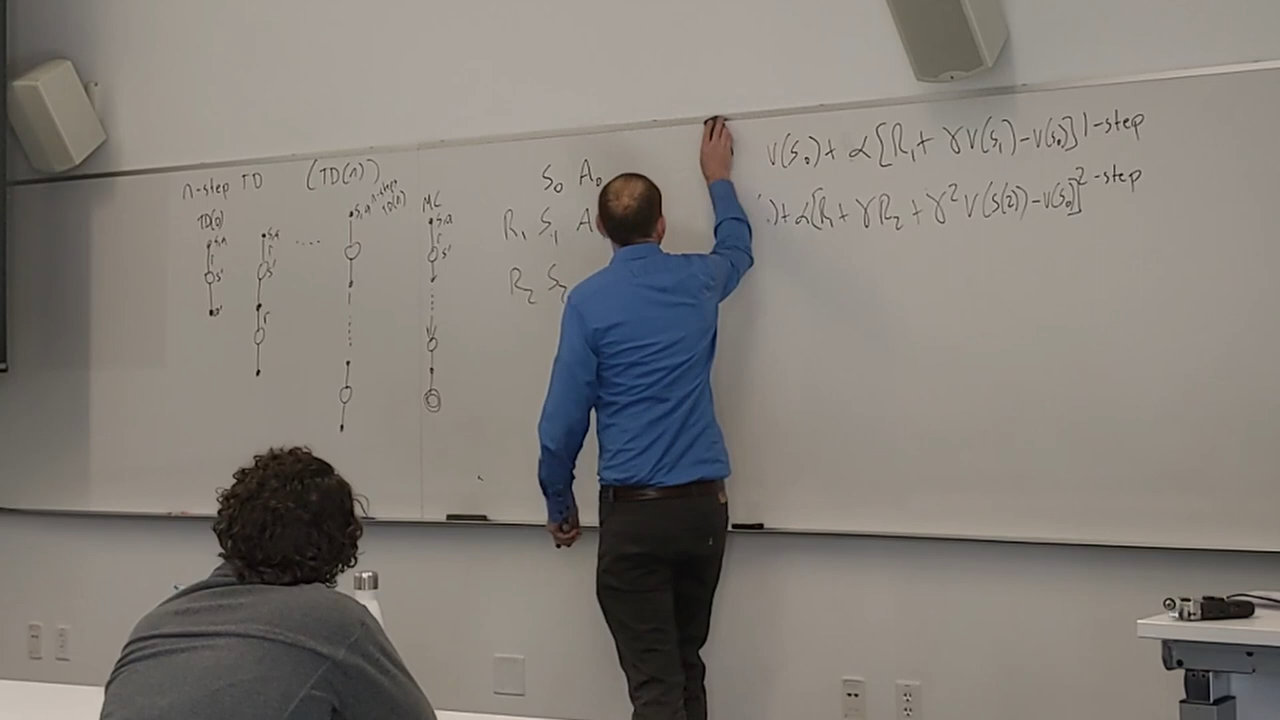 n-step TD (TD(n))
TD(0)
s,a
r
s'
a'
s,a
r
s'
r
....
s,a n-step TD(n)
MC
s,a
r
s'
S₀ A₀
R₁ S₁ A
R₂ S₂
V(S₀) + α[R₁ + γV(S₁) - V(S₀)] 1-step
.) + α[R₁ + γR₂ + γ² V(S(2)) - V(S₀)] 2-step